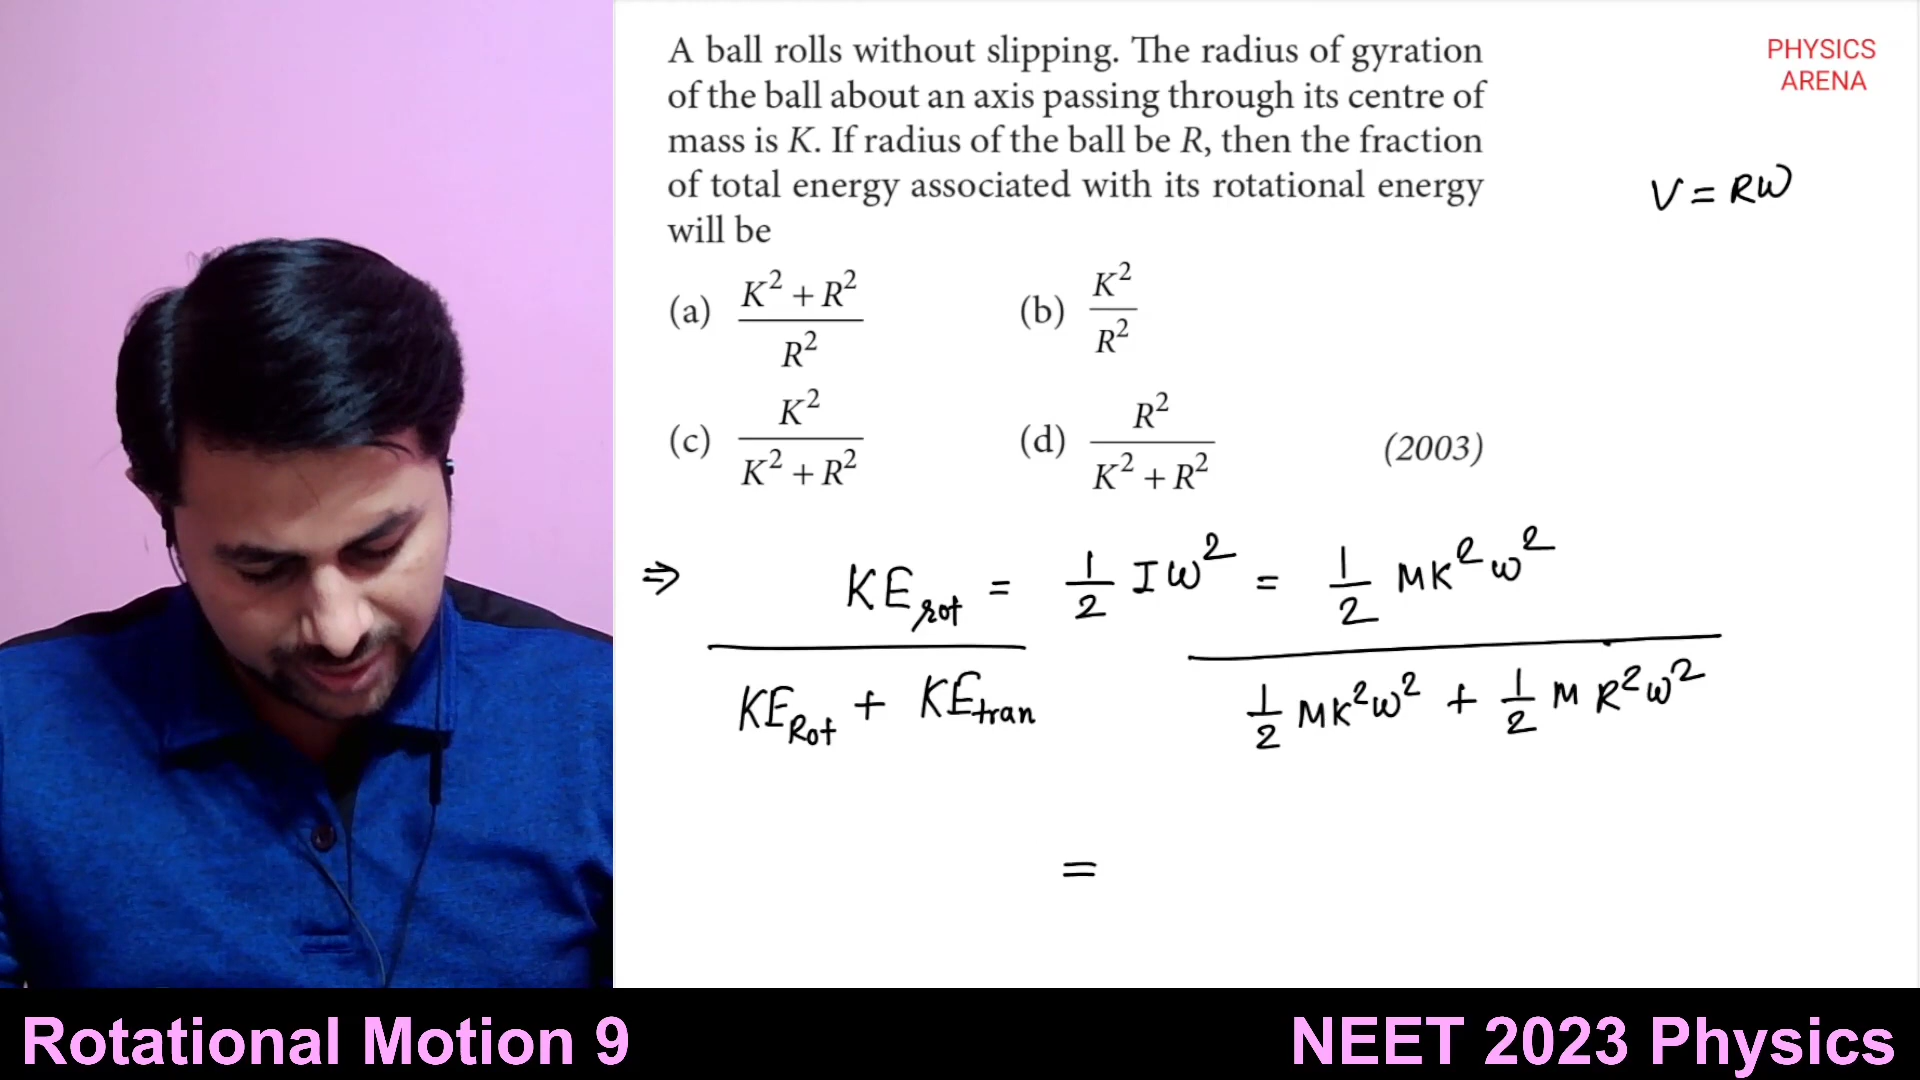 A ball rolls without slipping. The radius of gyration
of the ball about an axis passing through its centre of
mass is K. If radius of the ball be R, then the fraction
of total energy associated with its rotational energy
will be
PHYSICS
ARENA
V = Rω
(a) (K² + R²)/R² (b) K²/R²
(c) K²/(K² + R²) (d) R²/(K² + R²) (2003)
⇒ KE_rot = 1/2 Iω² = 1/2 MK²ω²
KE_Rot + KE_tran 1/2 MK²ω² + 1/2 M R²ω²
=
Rotational Motion 9
NEET 2023 Physics